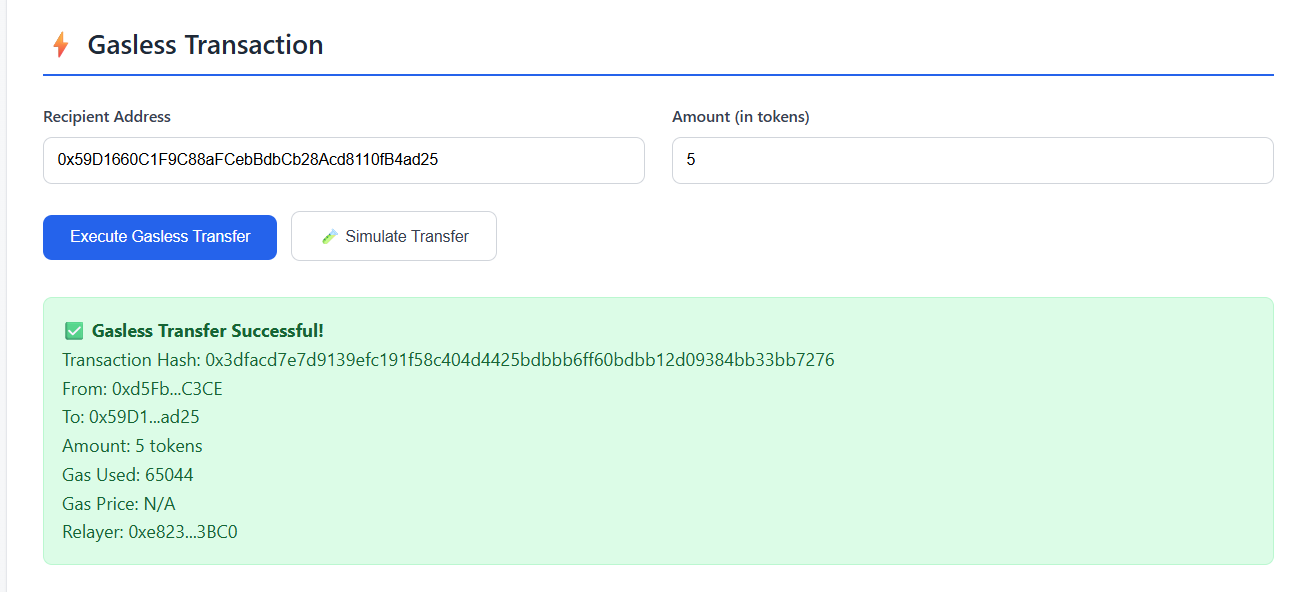 Gasless Transaction
Recipient Address
Amount (in tokens)
0x59D1660C1F9C88aFCebBdbCb28Acd8110fB4ad25
5
Execute Gasless Transfer
Simulate Transfer
Gasless Transfer Successful!
Transaction Hash: 0x3dfacd7e7d9139efc191f58c404d4425bdbbb6ff60bdbb12d09384bb33bb7276
From: 0xd5Fb...C3CE
To: 0x59D1...ad25
Amount: 5 tokens
Gas Used: 65044
Gas Price: N/A
Relayer: 0xe823...3BC0